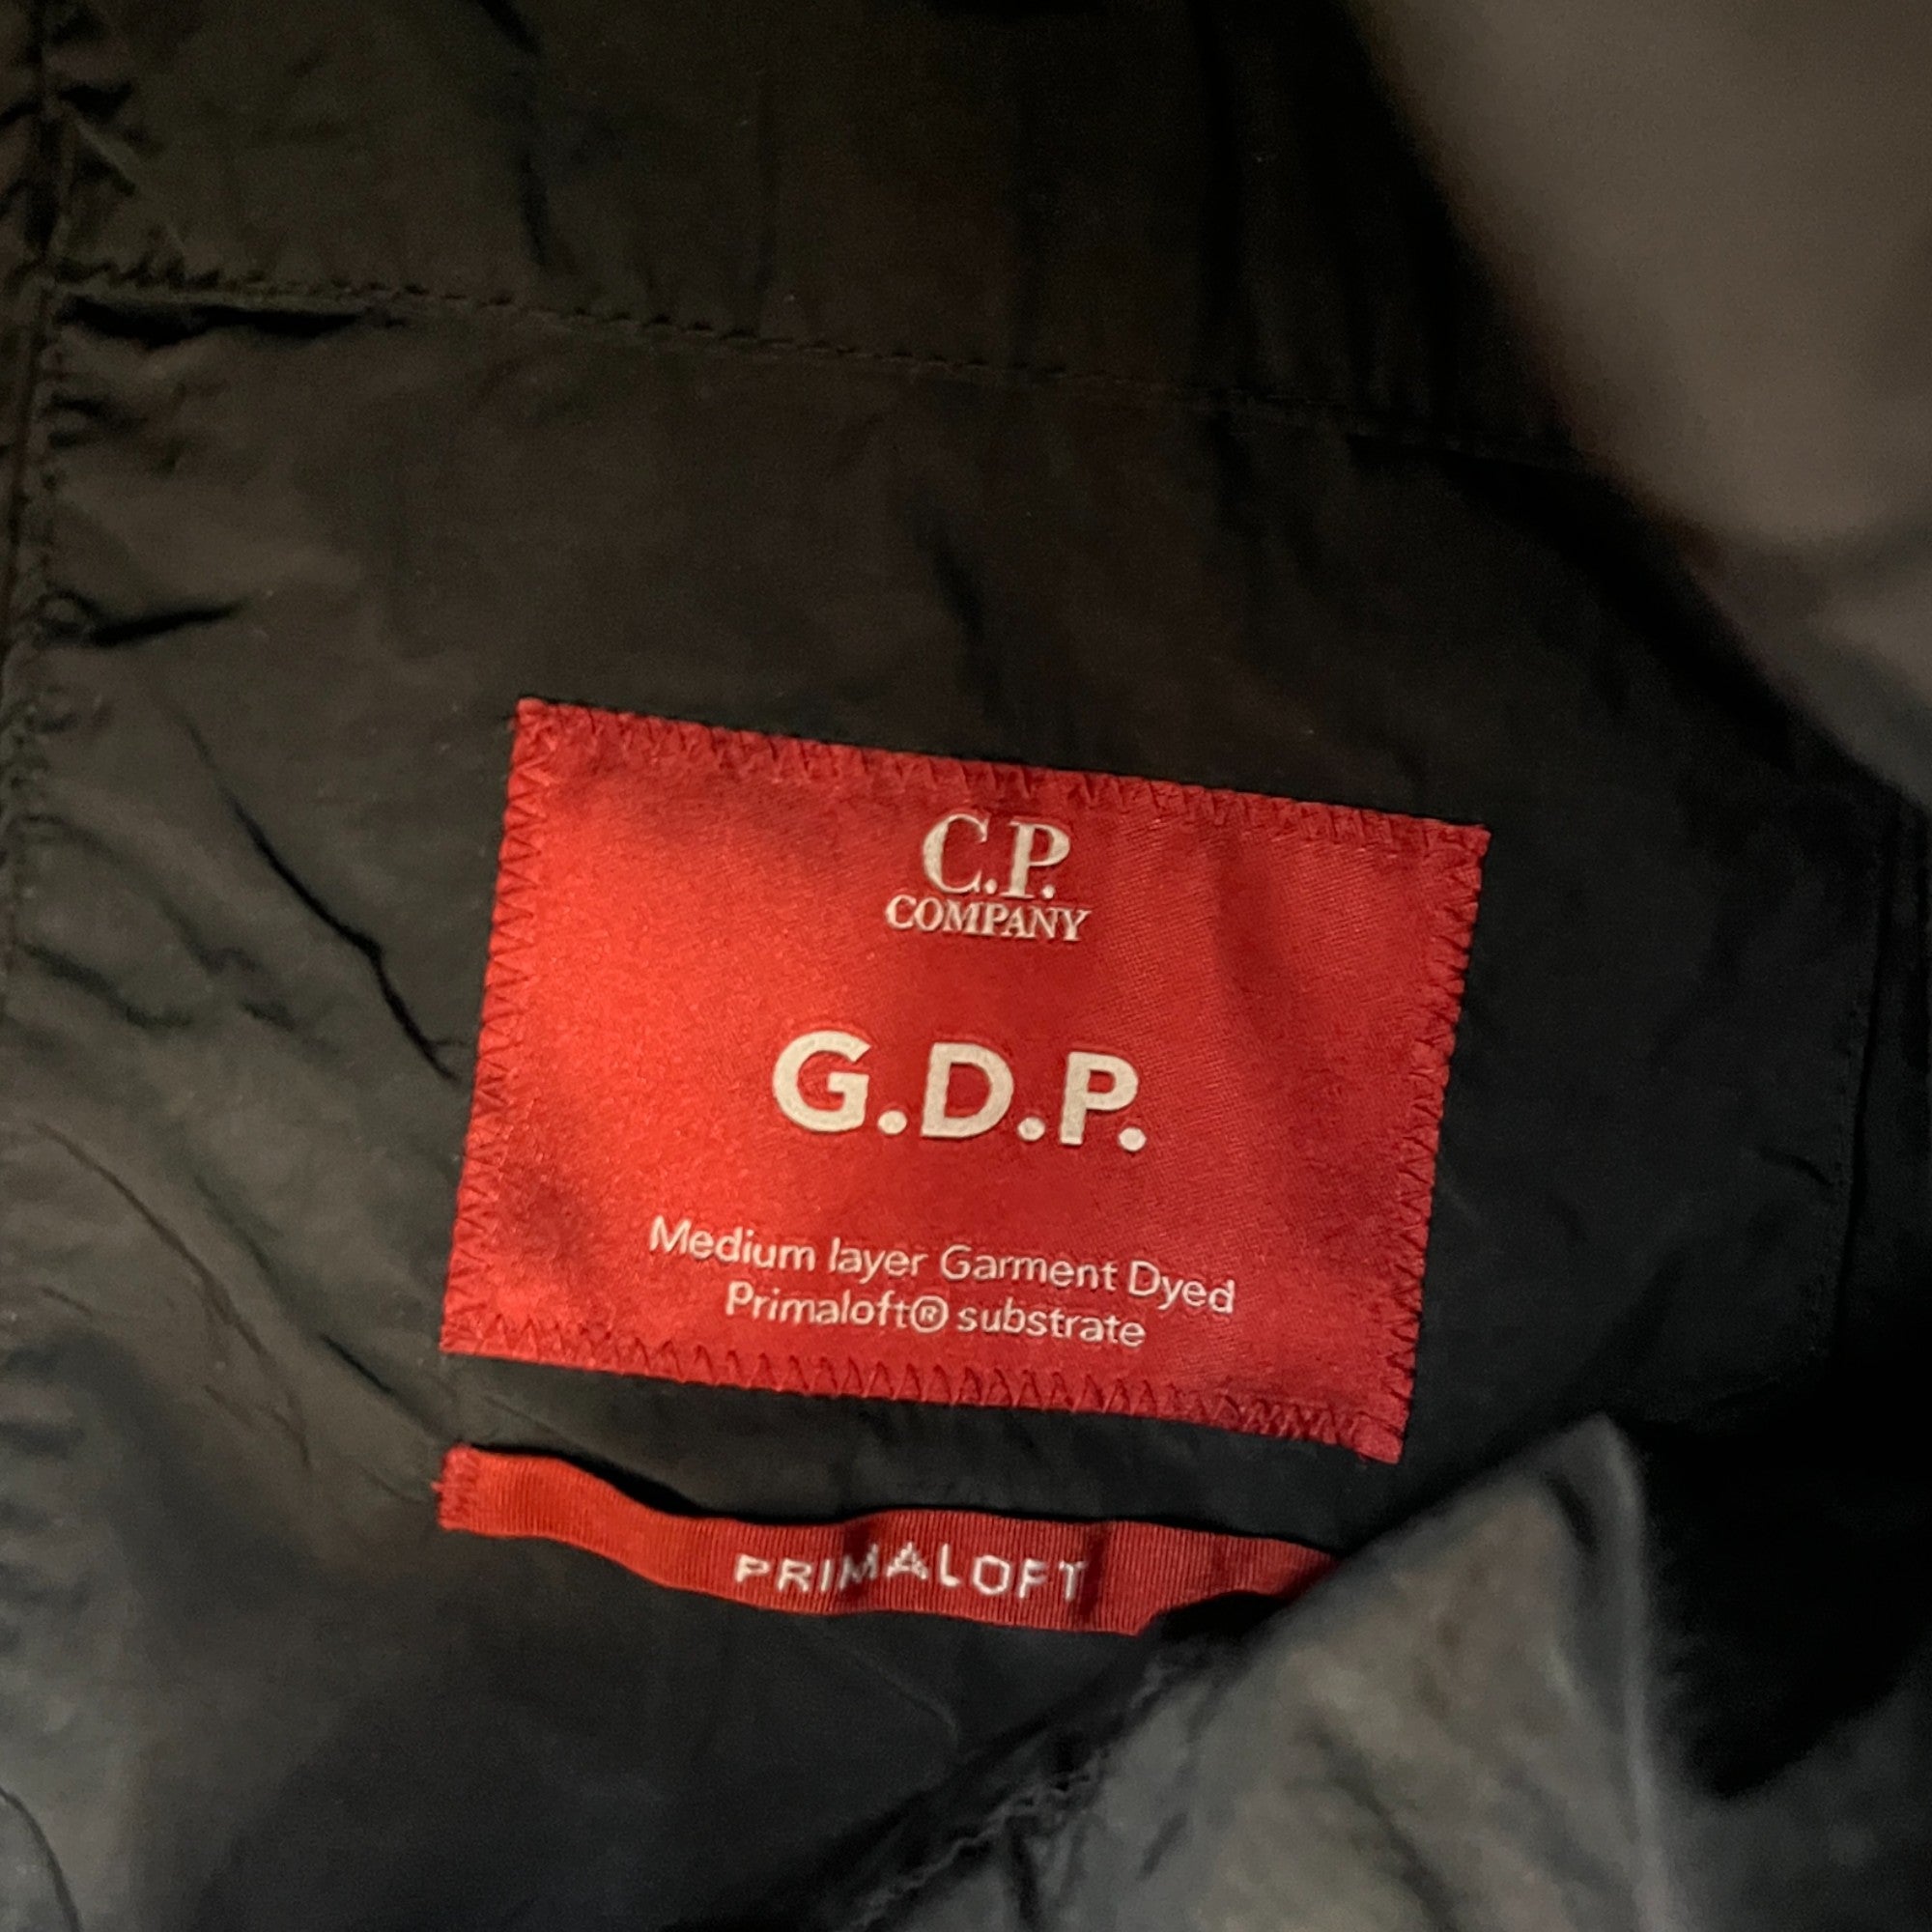 C.P.
COMPANY
G.D.P.
Medium layer Garment Dyed
Primaloft® substrate
PRIMALOFT